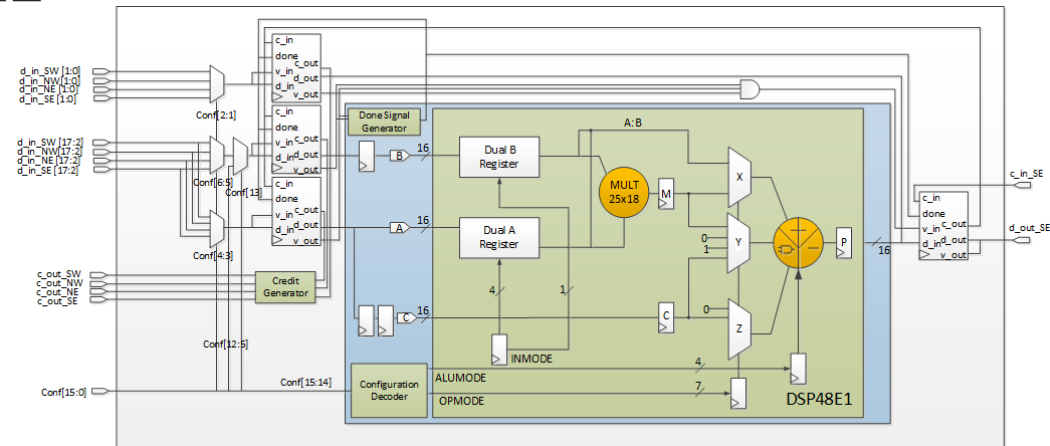 d_in_SW [1:0]
d_in_NW[1:0]
d_in_NE [1:0]
d_in_SE [1:0]
Conf[2:1]
d_in_SW [17:2]
d_in_NW[17:2]
d_in_NE [17:2]
d_in_SE [17:2]
Conf[6:5]
Conf[13]
Conf[4:3]
c_out_SW
c_out_NW
c_out_NE
c_out_SE
Credit
Generator
Conf[12:5]
Conf[15:0]
Conf[15:14]
c_in
done
c_out
v_in
d_out
d_in
v_out
c_in
done
c_out
v_in
d_out
d_in
v_out
c_in
done
c_out
v_in
d_out
d_in
v_out
Done Signal
Generator
B
16
A
16
C
16
Dual B
Register
Dual A
Register
4
1
INMODE
A:B
MULT
25x18
M
C
X
0
1
Y
0
Z
P
16
Configuration
Decoder
ALUMODE
4
OPMODE
7
DSP48E1
c_in
done
c_out
v_in
d_out
d_in
v_out
c_in_SE
d_out_SE